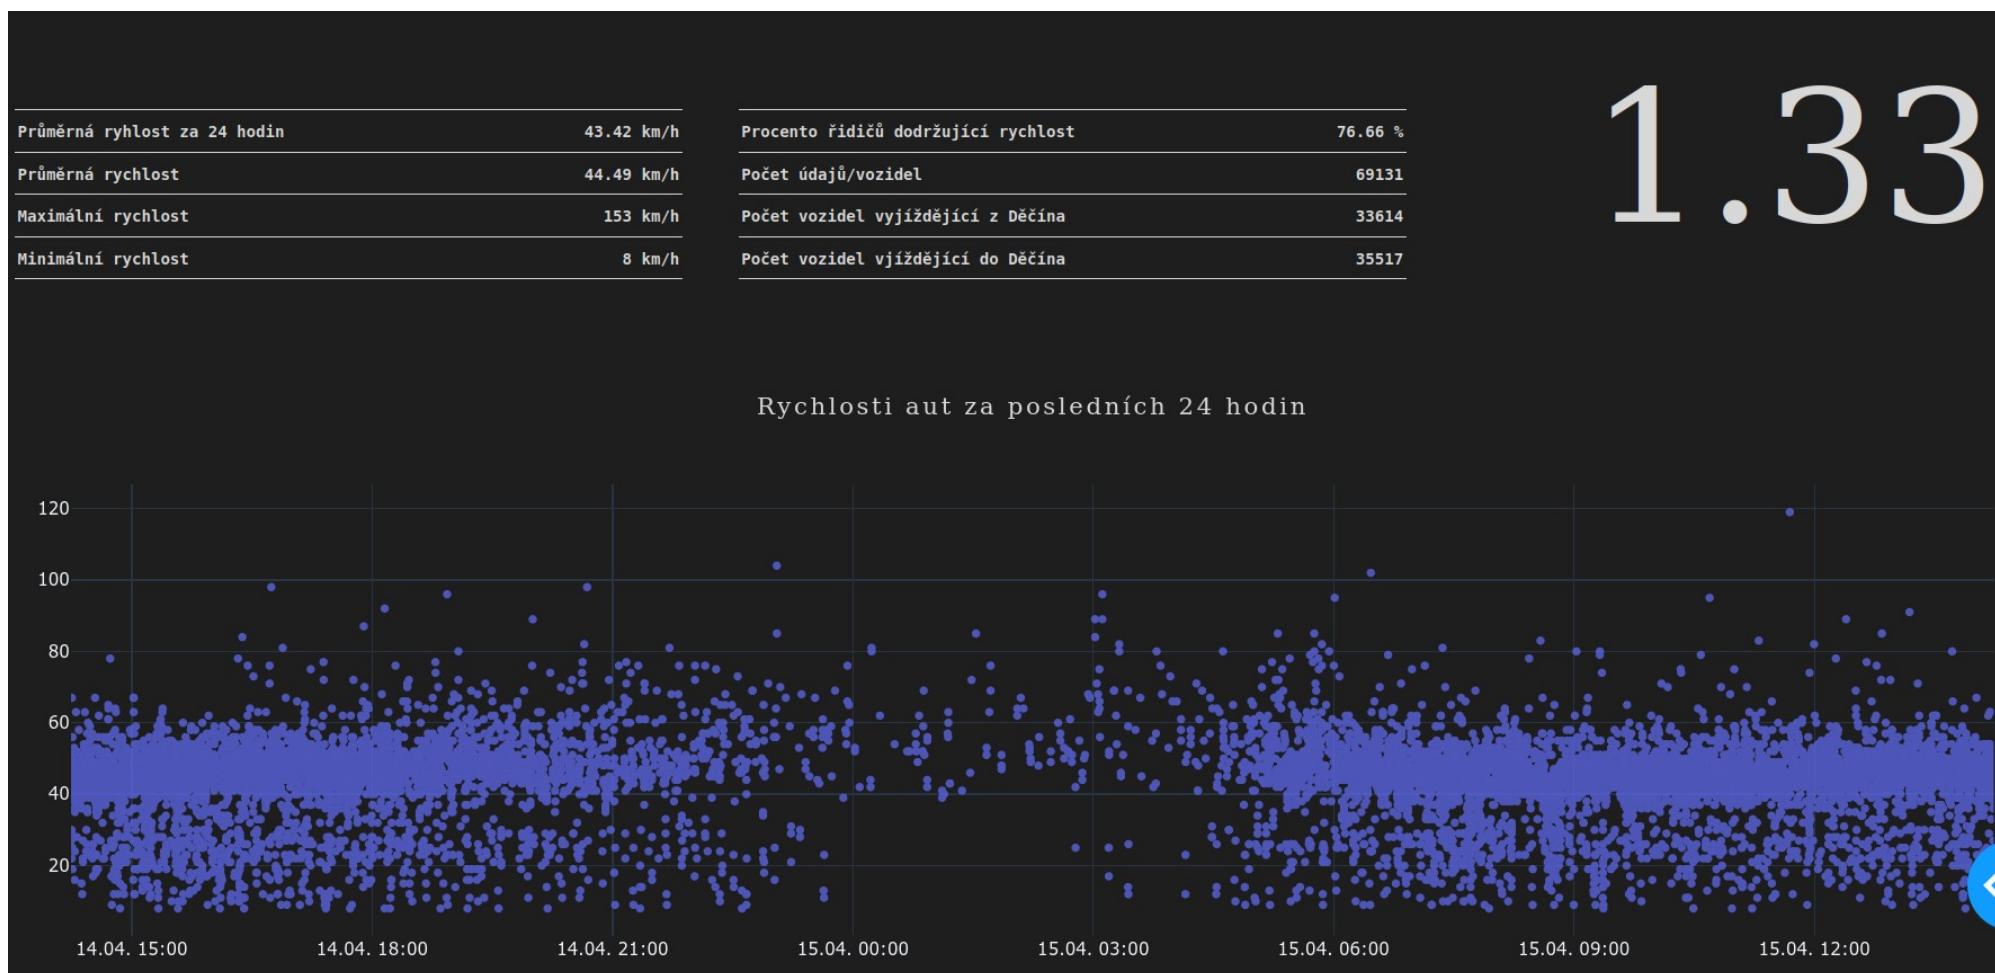 Průměrná ryhlost za 24 hodin 43.42 km/h
Průměrná rychlost 44.49 km/h
Maximální rychlost 153 km/h
Minimální rychlost 8 km/h
Procento řidičů dodržující rychlost 76.66 %
Počet údajů/vozidel 69131
Počet vozidel vyjíždějící z Děčína 33614
Počet vozidel vjíždějící do Děčína 35517
1.33
Rychlosti aut za posledních 24 hodin
120
100
80
60
40
20
14.04. 15:00 14.04. 18:00 14.04. 21:00 15.04. 00:00 15.04. 03:00 15.04. 06:00 15.04. 09:00 15.04. 12:00